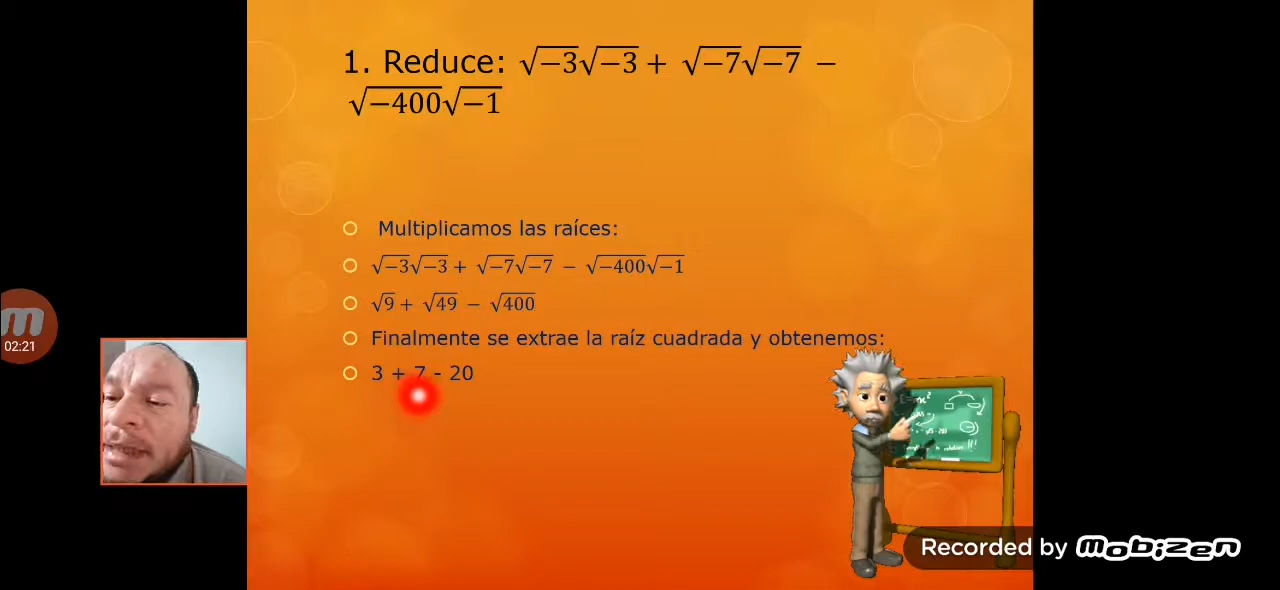 1. Reduce: √−3√−3 + √−7√−7 −
√−400√−1
Multiplicamos las raíces:
√−3√−3 + √−7√−7 − √−400√−1
√9 + √49 − √400
Finalmente se extrae la raíz cuadrada y obtenemos:
3 + 7 - 20
02:21
Recorded by mobizen